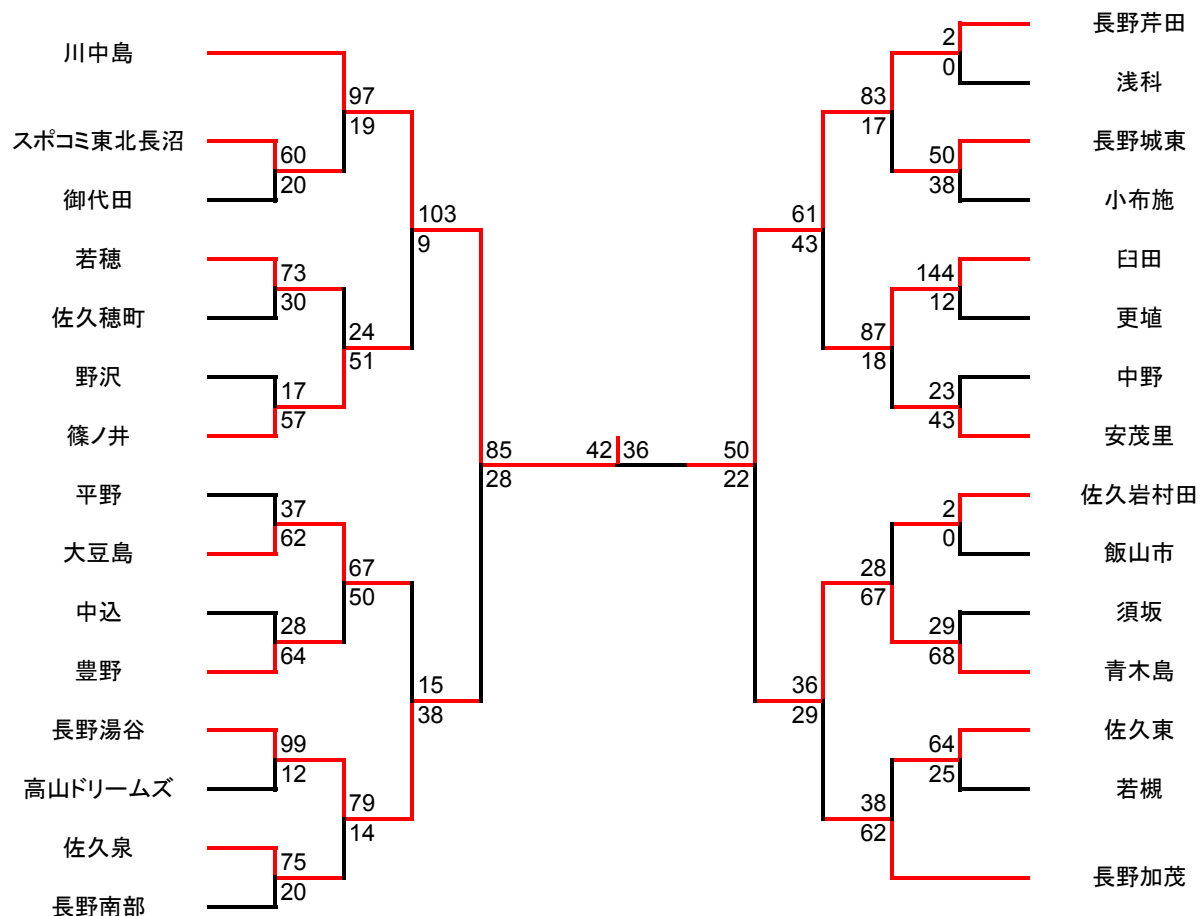 川中島
スポコミ東北長沼
御代田
若穂
佐久穂町
野沢
篠ノ井
平野
大豆島
中込
豊野
長野湯谷
高山ドリームズ
佐久泉
長野南部
60
20
73
30
17
57
37
62
28
64
99
12
75
20
97
19
24
51
67
50
79
14
103
9
15
38
85
28
42 36
50
22
61
43
36
29
83
17
87
18
28
67
38
62
2
0
50
38
144
12
23
43
2
0
29
68
64
25
長野芹田
浅科
長野城東
小布施
臼田
更埴
中野
安茂里
佐久岩村田
飯山市
須坂
青木島
佐久東
若槻
長野加茂